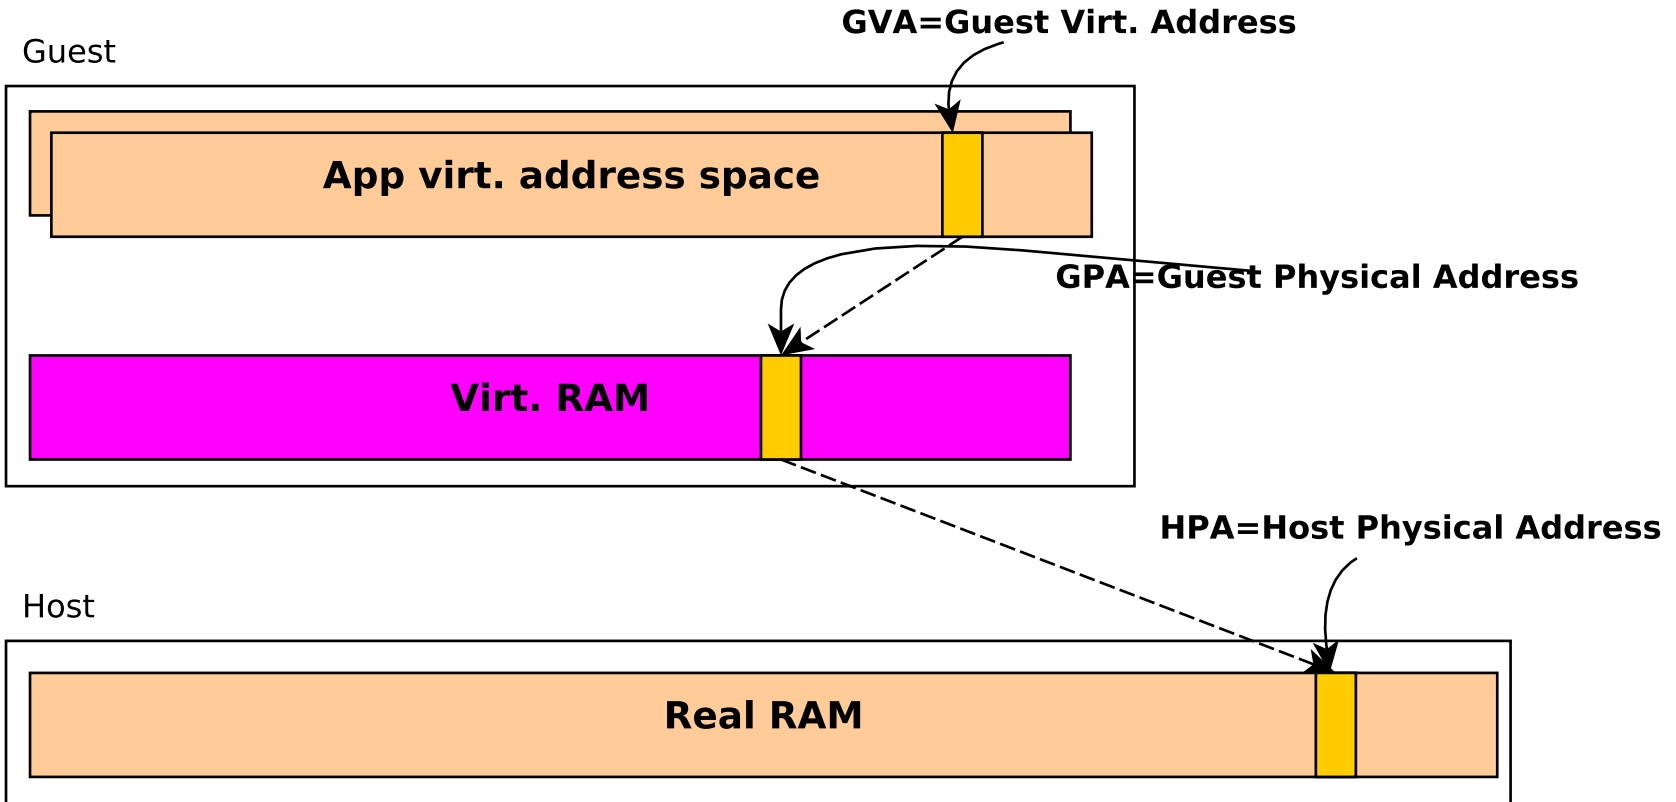 GVA=Guest Virt. Address
Guest
App virt. address space
GPA=Guest Physical Address
Virt. RAM
HPA=Host Physical Address
Host
Real RAM